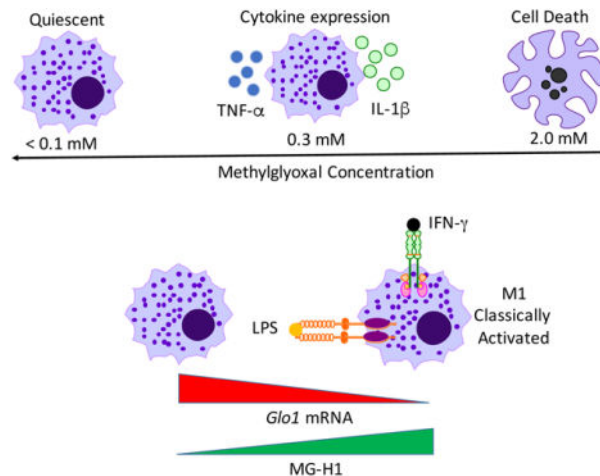 Quiescent
Cytokine expression
Cell Death
TNF-α
IL-1β
< 0.1 mM
0.3 mM
2.0 mM
Methylglyoxal Concentration
IFN-γ
LPS
M1
Classically
Activated
Glo1 mRNA
MG-H1